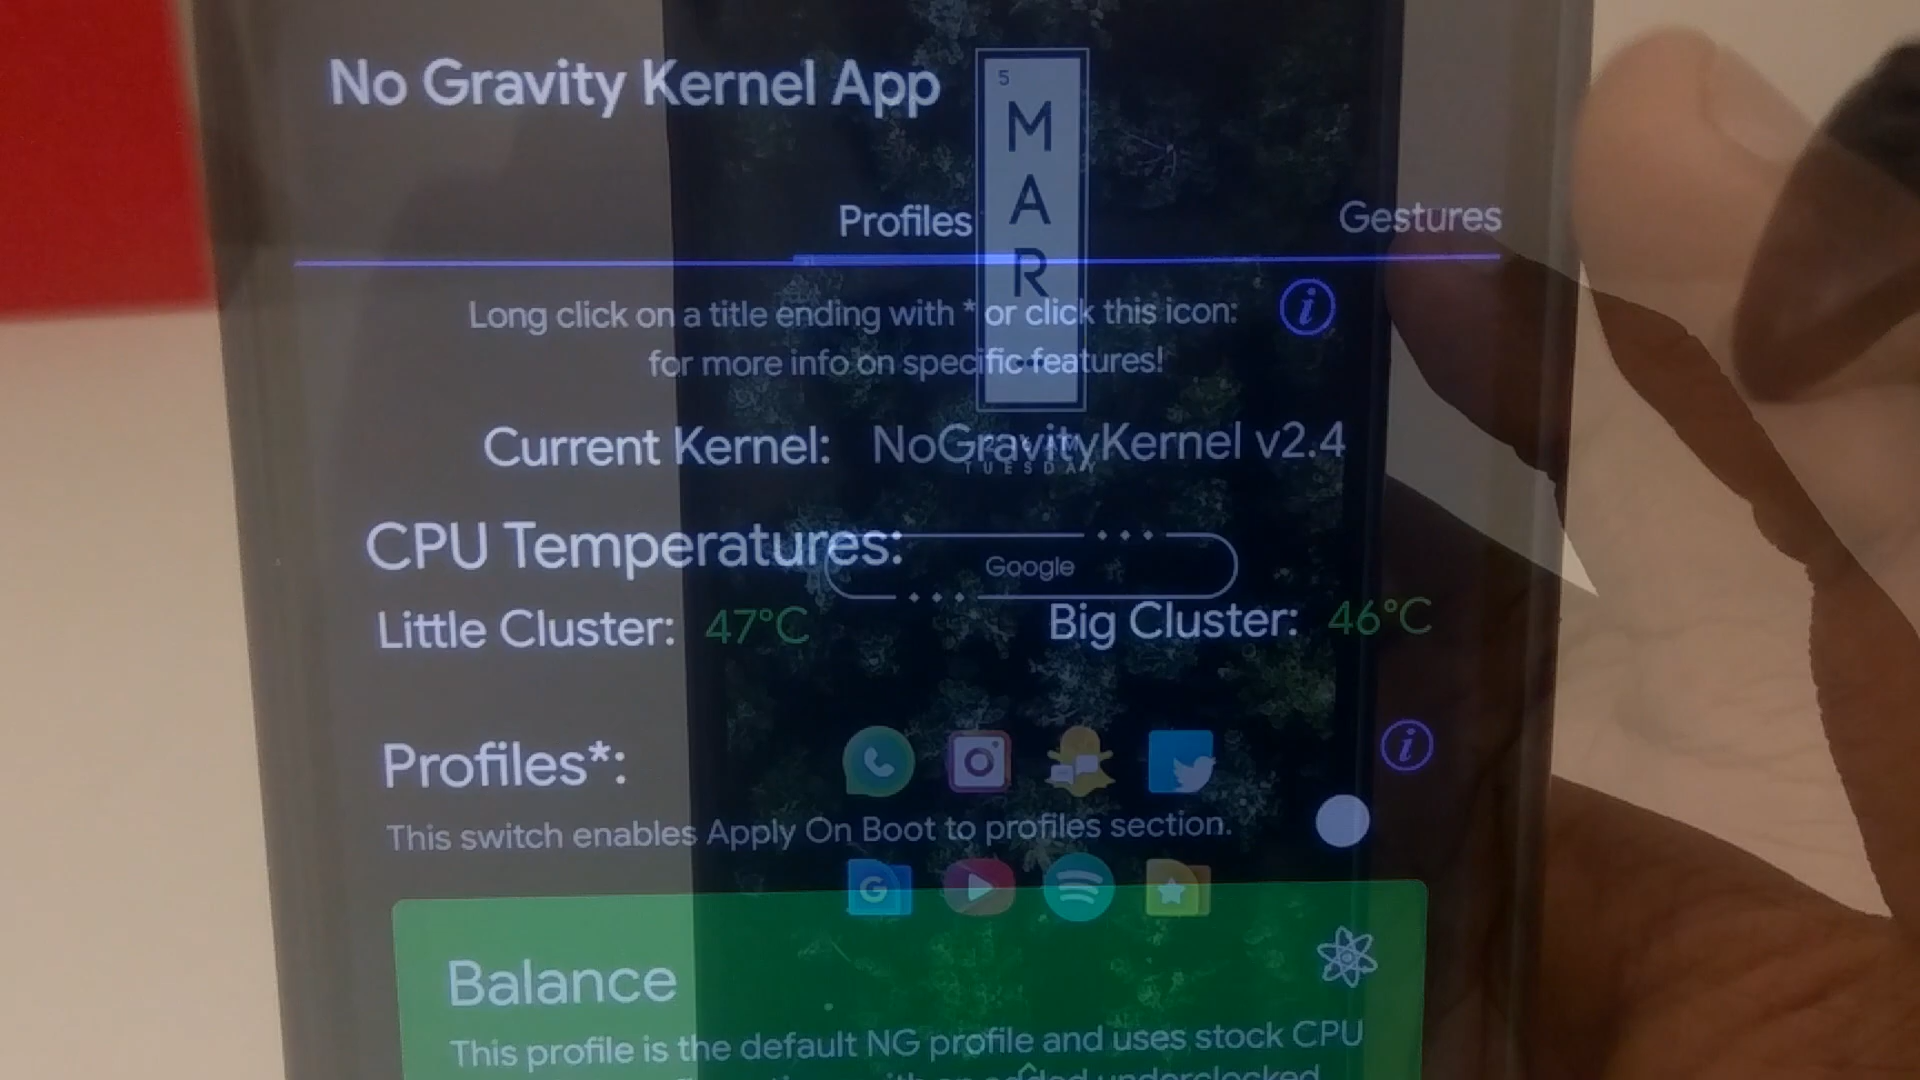 No Gravity Kernel App
5
M
A
R
Profiles
Gestures
Long click on a title ending with * or click this icon:
for more info on specific features!
Current Kernel: NoGravityKernel v2.4
TUESDAY
CPU Temperatures:
Google
Little Cluster: 47°C
Big Cluster: 46°C
Profiles*:
This switch enables Apply On Boot to profiles section.
Balance
This profile is the default NG profile and uses stock CPU
underclocked